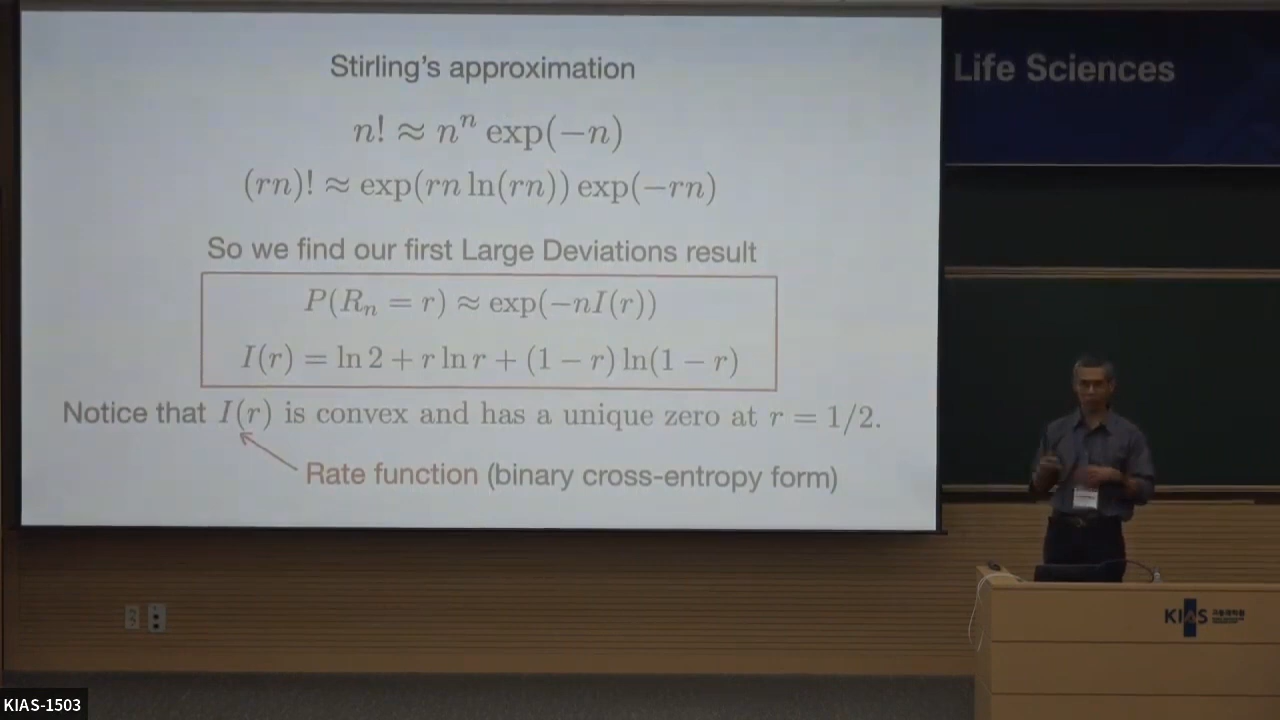 Stirling's approximation
n! ≈ nⁿ exp(−n)
(rn)! ≈ exp(rn ln(rn)) exp(−rn)
So we find our first Large Deviations result
P(Rₙ = r) ≈ exp(−nI(r))
I(r) = ln 2 + r ln r + (1 − r) ln(1 − r)
Notice that I(r) is convex and has a unique zero at r = 1/2.
Rate function (binary cross-entropy form)
Life Sciences
KIAS
KIAS-1503